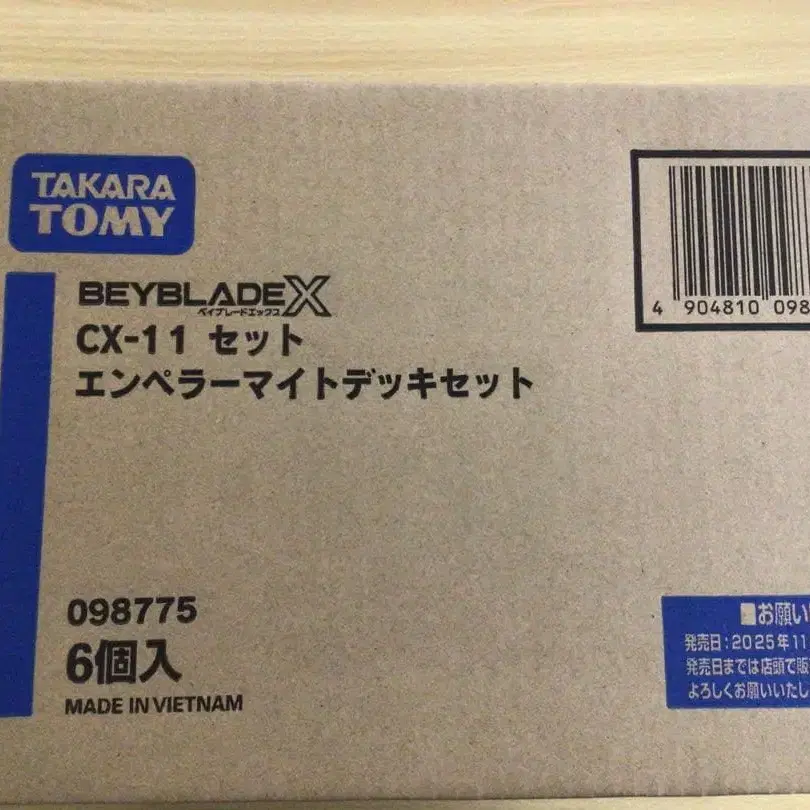 TAKARA
TOMY
BEYBLADE X
ベイブレードエックス
CX-11 セット
エンペラーマイトデッキセット
4 904810 098
098775
6個入
MADE IN VIETNAM
■お願い
発売日:2025年11
発売日までは店頭で販
よろしくお願いいたし